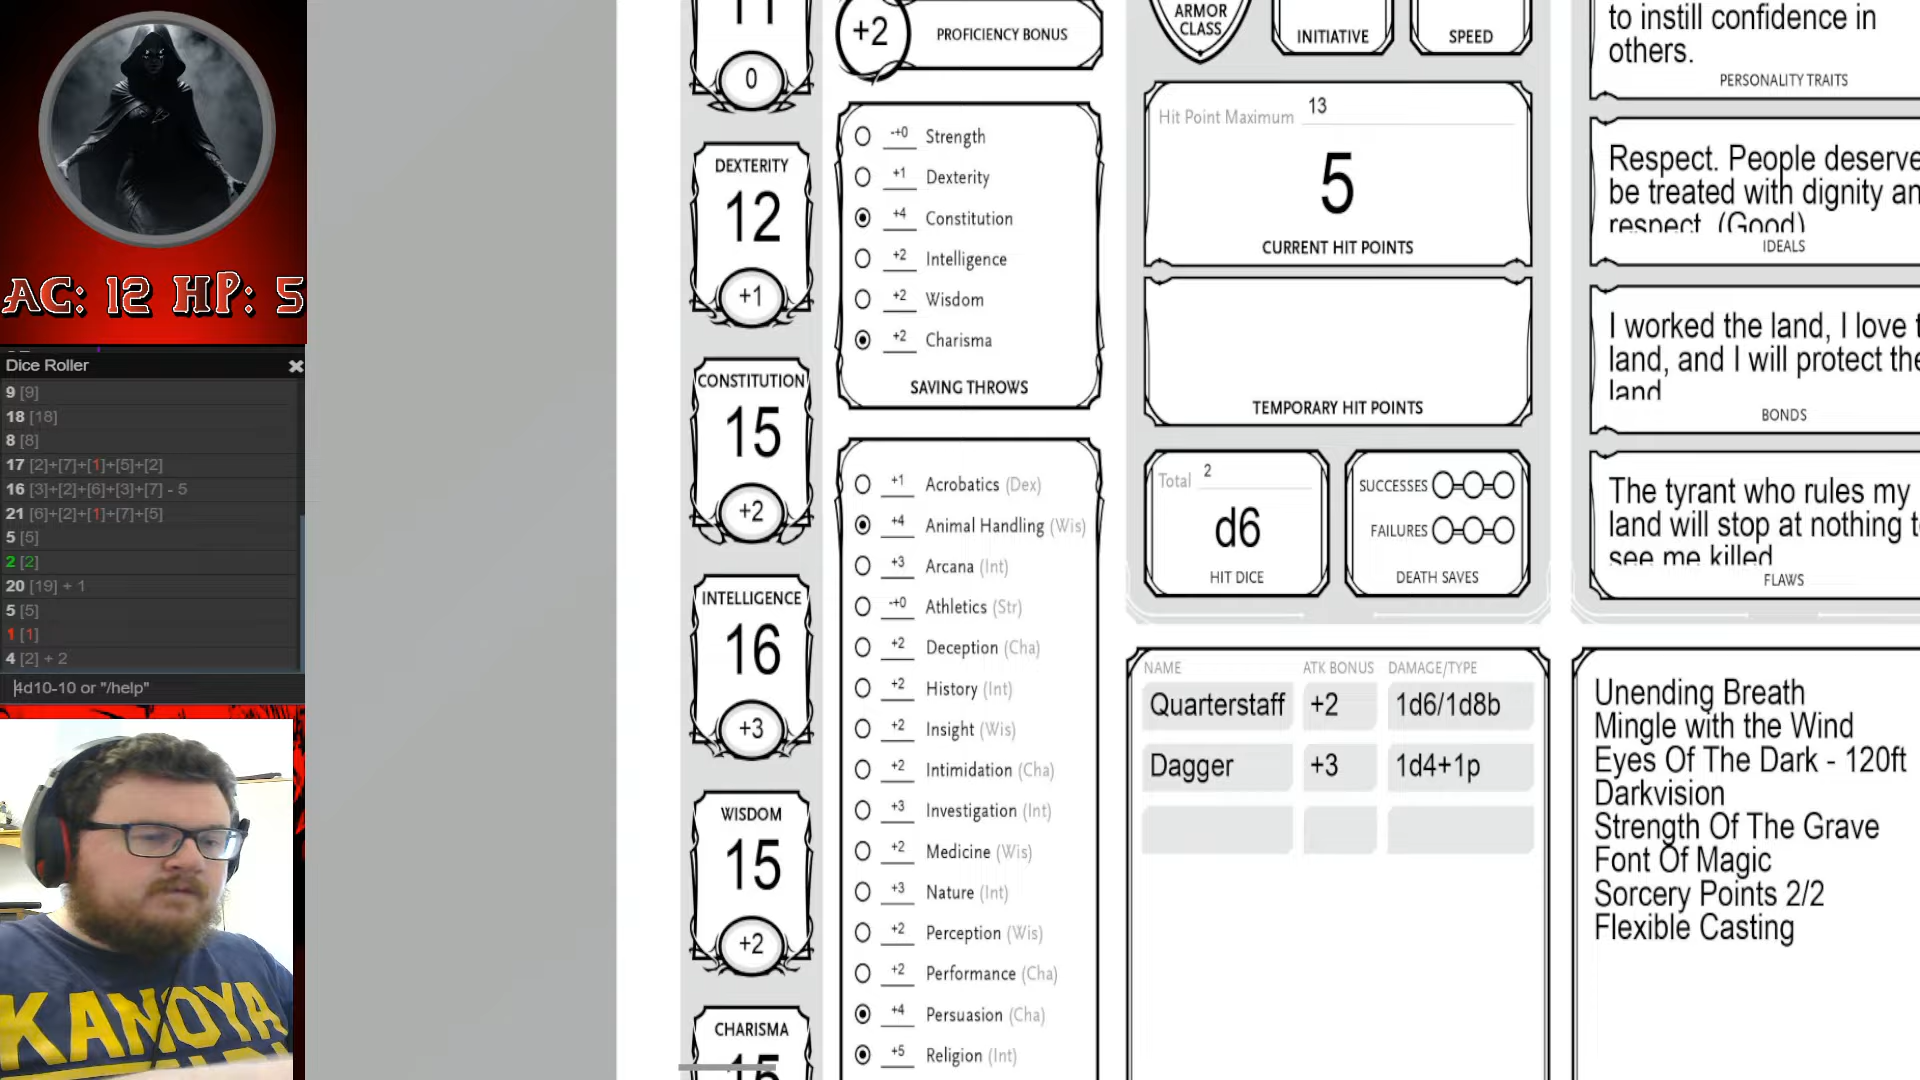 AC: 12 HP: 5
Dice Roller
9 [9]
18 [18]
8 [8]
17 [2]+[7]+[1]+[5]+[2]
16 [3]+[2]+[6]+[3]+[7] - 5
21 [6]+[2]+[1]+[7]+[5]
5 [5]
2 [2]
20 [19] + 1
5 [5]
1 [1]
4 [2] + 2
4d10-10 or "/help"
KANOYA
11
0
DEXTERITY
12
+1
CONSTITUTION
15
+2
INTELLIGENCE
16
+3
WISDOM
15
+2
CHARISMA
15
+2 PROFICIENCY BONUS
-+0 Strength
+1 Dexterity
+4 Constitution
+2 Intelligence
+2 Wisdom
+2 Charisma
SAVING THROWS
+1 Acrobatics (Dex)
+4 Animal Handling (Wis)
+3 Arcana (Int)
-+0 Athletics (Str)
+2 Deception (Cha)
+2 History (Int)
+2 Insight (Wis)
+2 Intimidation (Cha)
+3 Investigation (Int)
+2 Medicine (Wis)
+3 Nature (Int)
+2 Perception (Wis)
+2 Performance (Cha)
+4 Persuasion (Cha)
+5 Religion (Int)
ARMOR
CLASS
INITIATIVE
SPEED
Hit Point Maximum 13
5
CURRENT HIT POINTS
TEMPORARY HIT POINTS
Total 2
d6
HIT DICE
SUCCESSES
FAILURES
DEATH SAVES
NAME ATK BONUS DAMAGE/TYPE
Quarterstaff +2 1d6/1d8b
Dagger +3 1d4+1p
to instill confidence in
others.
PERSONALITY TRAITS
Respect. People deserve
be treated with dignity an
respect. (Good)
IDEALS
I worked the land, I love t
land, and I will protect the
land
BONDS
The tyrant who rules my
land will stop at nothing t
see me killed
FLAWS
Unending Breath
Mingle with the Wind
Eyes Of The Dark - 120ft
Darkvision
Strength Of The Grave
Font Of Magic
Sorcery Points 2/2
Flexible Casting